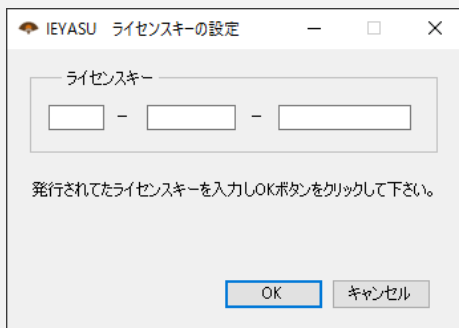 IEYASU ライセンスキーの設定
ライセンスキー
- -
発行されてたライセンスキーを入力しOKボタンをクリックして下さい。
OK キャンセル